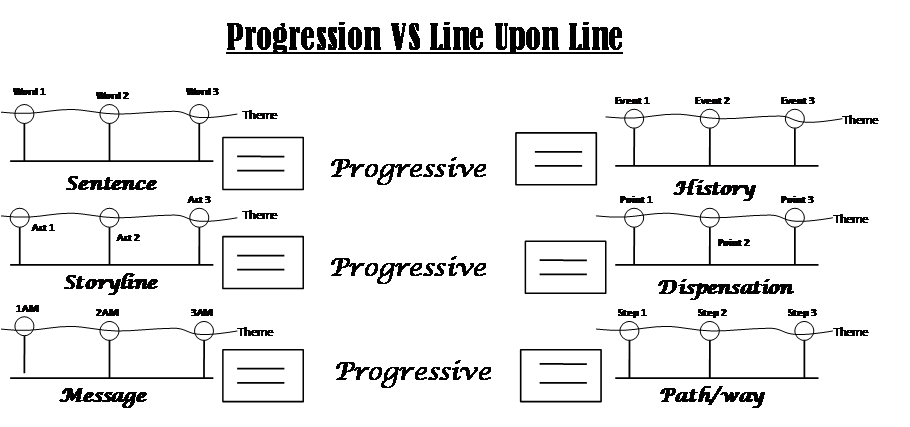 Progression VS Line Upon Line
Word 1 Word 2 Word 3
Theme
Sentence
Progressive
Event 1 Event 2 Event 3
Theme
History
Act 1 Act 2 Act 3
Theme
Storyline
Progressive
Point 1 Point 2 Point 3
Theme
Dispensation
1AM 2AM 3AM
Theme
Message
Progressive
Step 1 Step 2 Step 3
Theme
Path/way